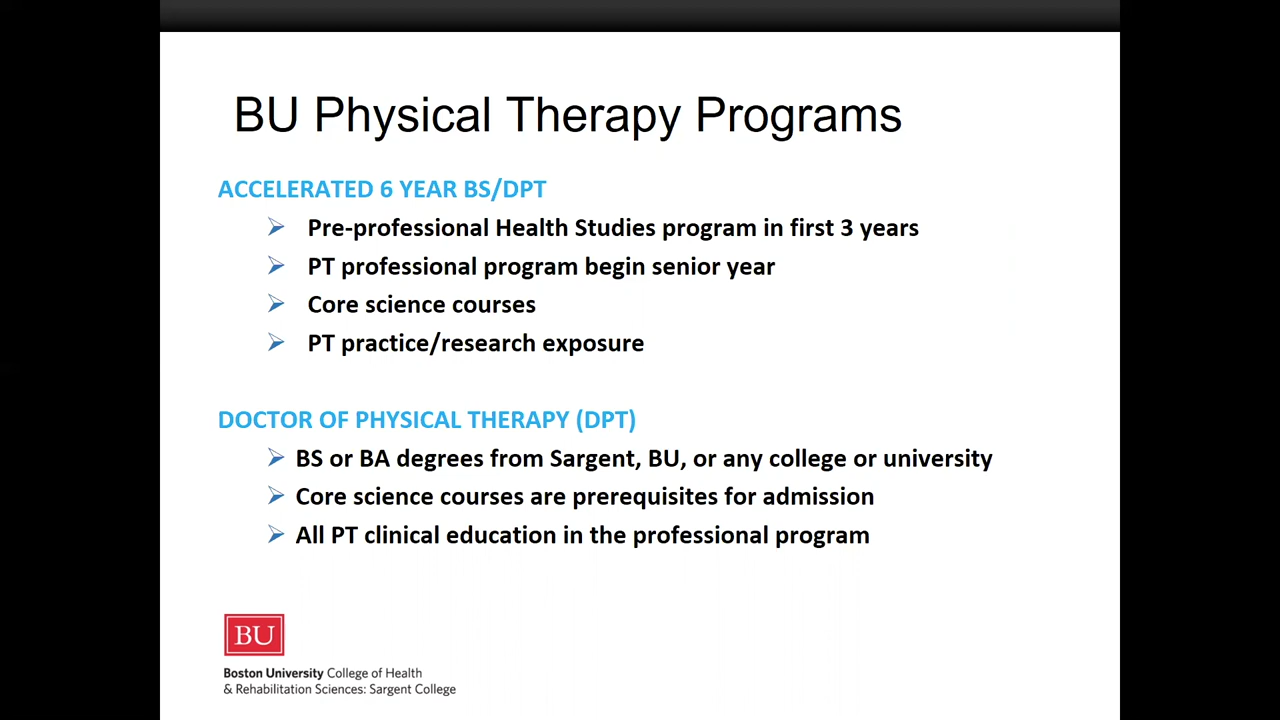 BU Physical Therapy Programs
ACCELERATED 6 YEAR BS/DPT
Pre-professional Health Studies program in first 3 years
PT professional program begin senior year
Core science courses
PT practice/research exposure
DOCTOR OF PHYSICAL THERAPY (DPT)
BS or BA degrees from Sargent, BU, or any college or university
Core science courses are prerequisites for admission
All PT clinical education in the professional program
BU
Boston University College of Health
& Rehabilitation Sciences: Sargent College